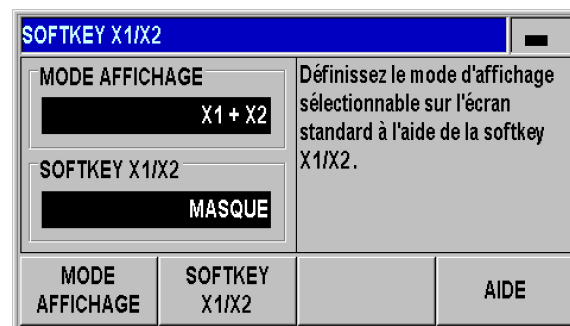 SOFTKEY X1/X2
MODE AFFICHAGE
X1 + X2
SOFTKEY X1/X2
MASQUE
Définissez le mode d'affichage
sélectionnable sur l'écran
standard à l'aide de la softkey
X1/X2.
MODE
AFFICHAGE
SOFTKEY
X1/X2
AIDE